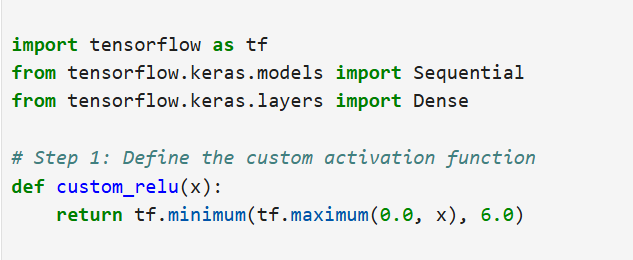 import tensorflow as tf
from tensorflow.keras.models import Sequential
from tensorflow.keras.layers import Dense
# Step 1: Define the custom activation function
def custom_relu(x):
    return tf.minimum(tf.maximum(0.0, x), 6.0)